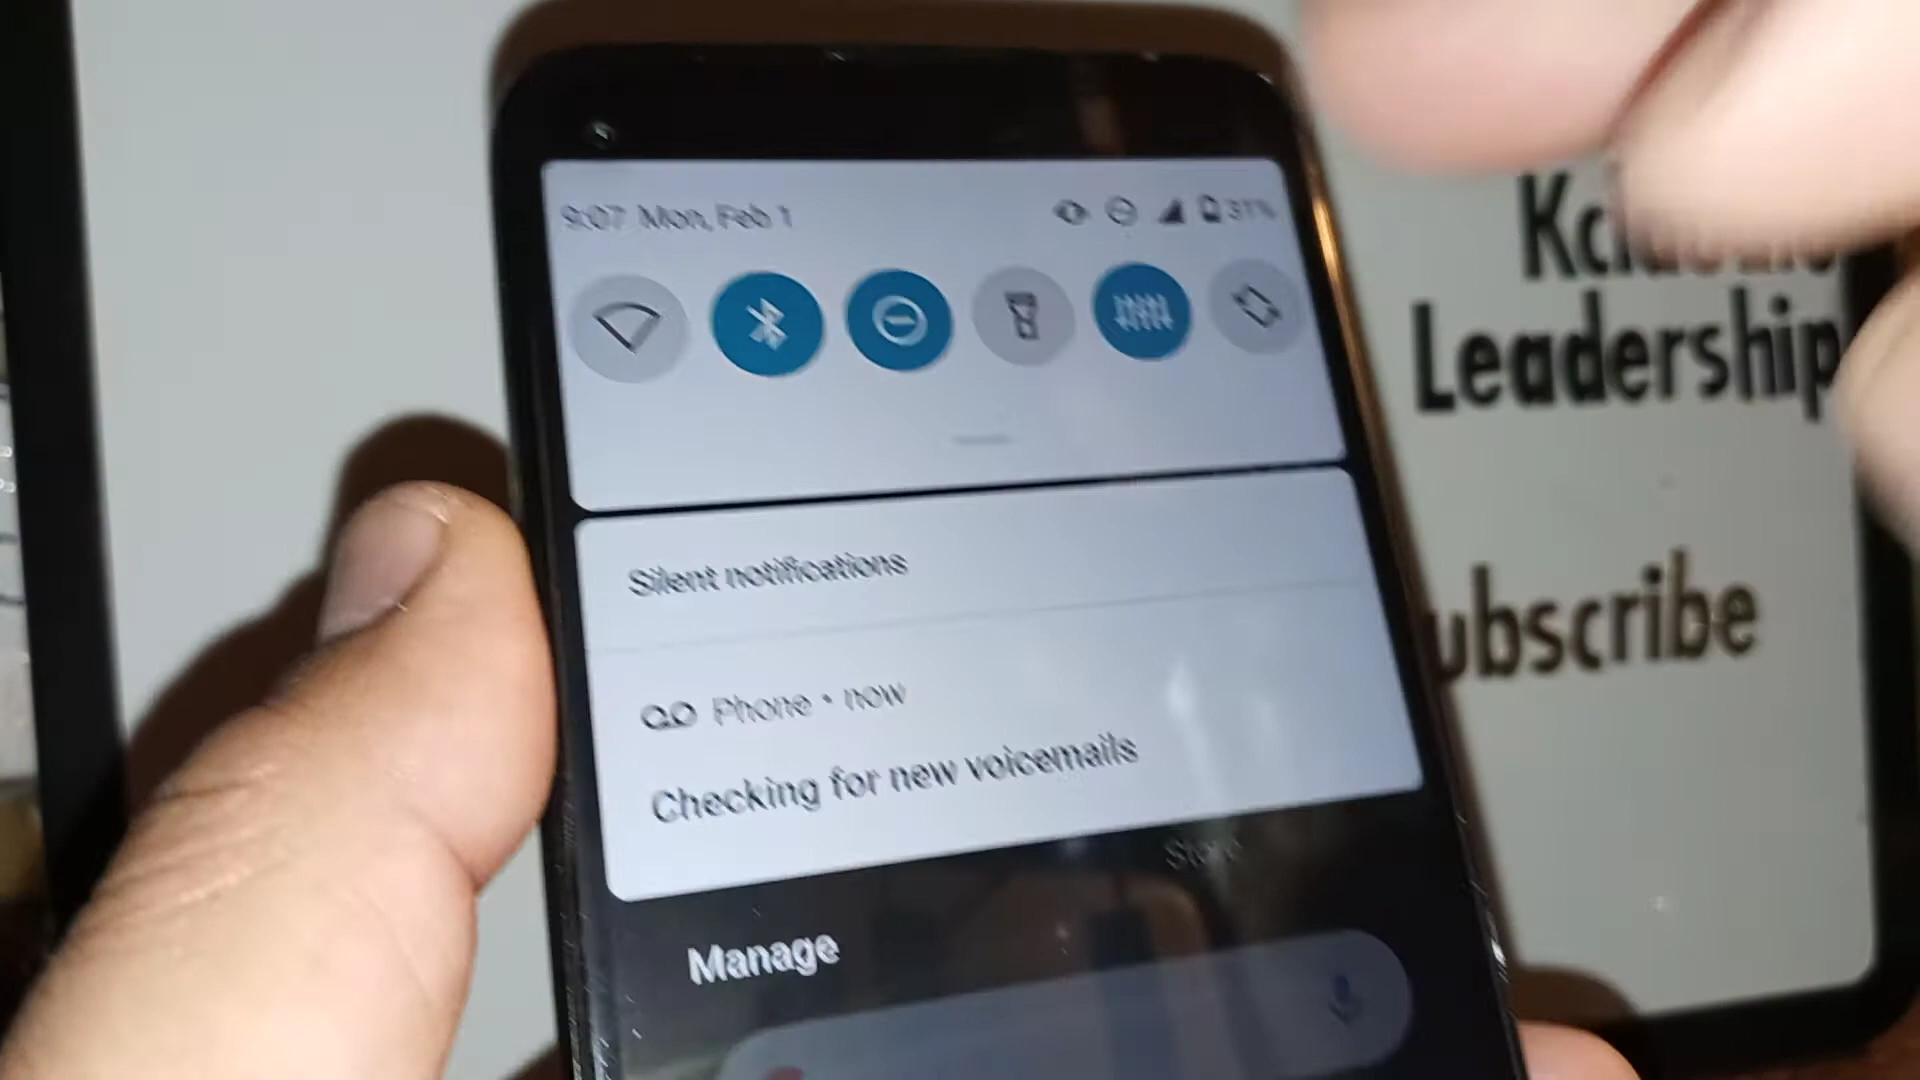 9:07 Mon, Feb 1
31%
Leadership
Silent notifications
ubscribe
Phone • now
Checking for new voicemails
Manage